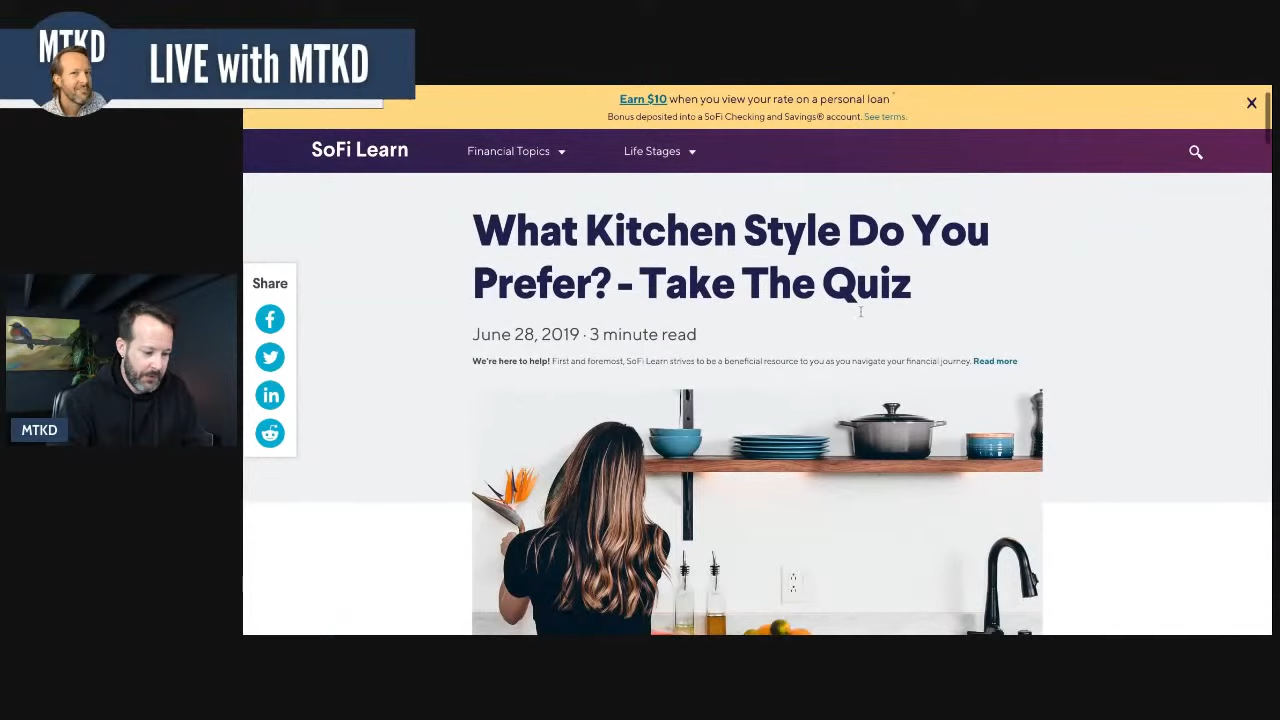 MTKD
LIVE with MTKD
Earn $10 when you view your rate on a personal loan
Bonus deposited into a SoFi Checking and Savings® account. See terms.
X
SoFi Learn
Financial Topics
Life Stages
What Kitchen Style Do You
Prefer? - Take The Quiz
Share
June 28, 2019 · 3 minute read
We're here to help! First and foremost, SoFi Learn strives to be a beneficial resource to you as you navigate your financial journey. Read more
f
in
MTKD